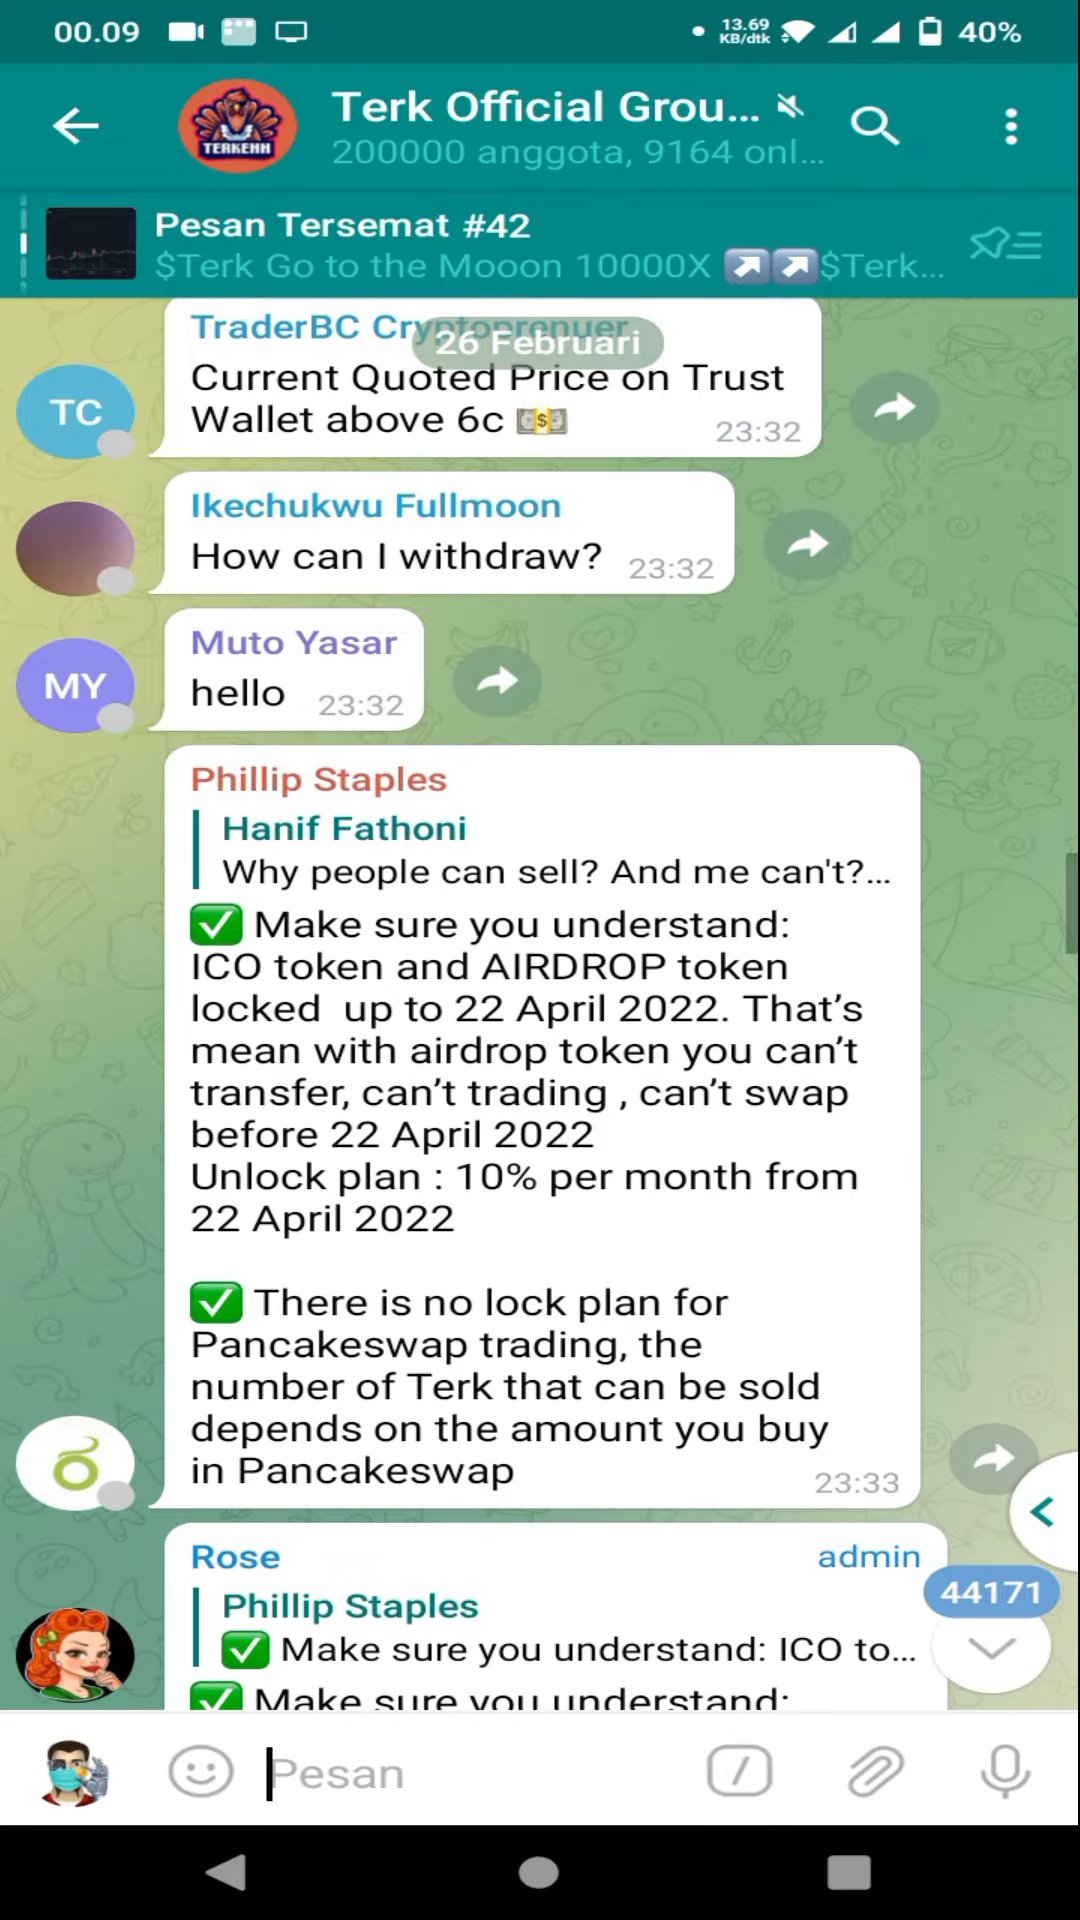 00.09
13.69
KB/dtk
40%
Terk Official Grou...
TERKEHH
200000 anggota, 9164 onl...
Pesan Tersemat #42
$Terk Go to the Mooon 10000X ↗️↗️$Terk...
TraderBC Cryptoprenuer
26 Februari
Current Quoted Price on Trust
Wallet above 6c 💵
23:32
TC
Ikechukwu Fullmoon
How can I withdraw? 23:32
Muto Yasar
MY
hello 23:32
Phillip Staples
Hanif Fathoni
Why people can sell? And me can't?...
✅ Make sure you understand:
ICO token and AIRDROP token
locked  up to 22 April 2022. That’s
mean with airdrop token you can’t
transfer, can’t trading , can’t swap
before 22 April 2022
Unlock plan : 10% per month from
22 April 2022
✅ There is no lock plan for
Pancakeswap trading, the
number of Terk that can be sold
depends on the amount you buy
in Pancakeswap
23:33
Rose admin
Phillip Staples
✅ Make sure you understand: ICO to...
✅ Make sure you understand:
44171
Pesan